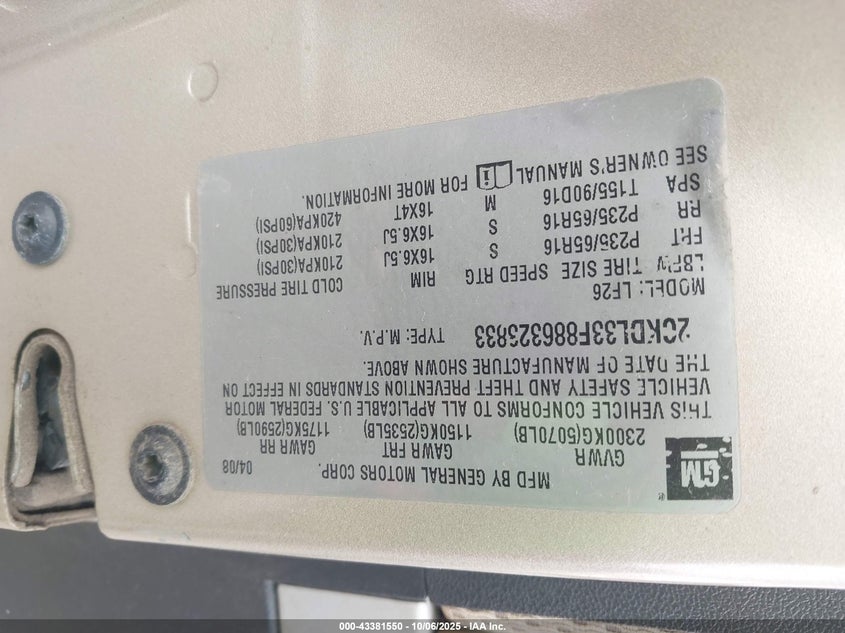 GM
®
MFD BY GENERAL MOTORS CORP. 04/08
GVWR GAWR FRT GAWR RR
2300KG(5070LB) 1150KG(2535LB) 1175KG(2590LB)
THIS VEHICLE CONFORMS TO ALL APPLICABLE U.S. FEDERAL MOTOR
VEHICLE SAFETY AND THEFT PREVENTION STANDARDS IN EFFECT ON
THE DATE OF MANUFACTURE SHOWN ABOVE.
2CKDL33F886323833 TYPE: M.P.V.
MODEL: LF26
TIRE SIZE SPEED RTG RIM COLD TIRE PRESSURE
FRT P235/65R16 S 16X6.5J 210KPA(30PSI)
RR P235/65R16 S 16X6.5J 210KPA(30PSI)
SPA T155/90D16 M 16X4T 420KPA(60PSI)
SEE OWNER'S MANUAL FOR MORE INFORMATION.
000-43381550 - 10/06/2025 - IAA Inc.